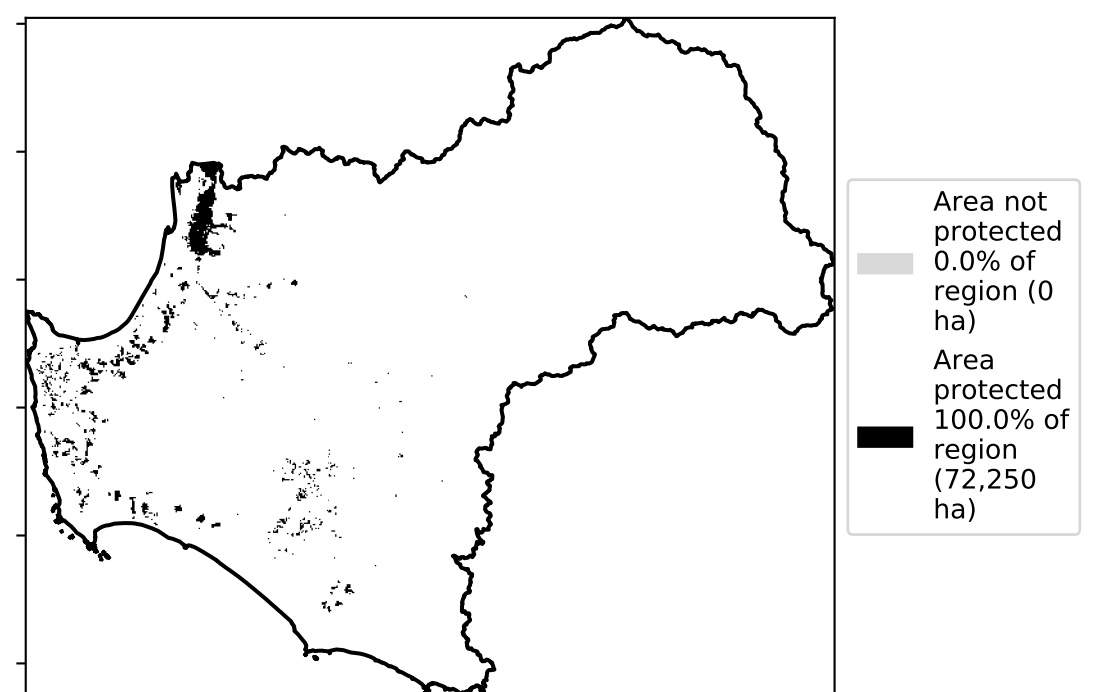 Area not
protected
0.0% of
region (0
ha)
Area
protected
100.0% of
region
(72,250
ha)